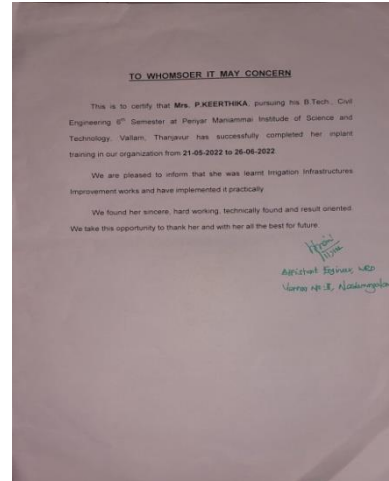 TO WHOMSOER IT MAY CONCERN
This is to certify that Mrs. P.KEERTHIKA, pursuing his B.Tech., Civil
Engineering 6th Semester at Periyar Maniammai Institude of Science and
Technology, Vallam, Thanjavur has successfully completed her inplant
training in our organization from 21-05-2022 to 26-06-2022
We are pleased to inform that she was learnt Irrigation Infrastructures
Improvement works and have implemented it practically
We found her sincere, hard working, technically found and result oriented.
We take this opportunity to thank her and with her all the best for future.
Assistant Engineer, WRD